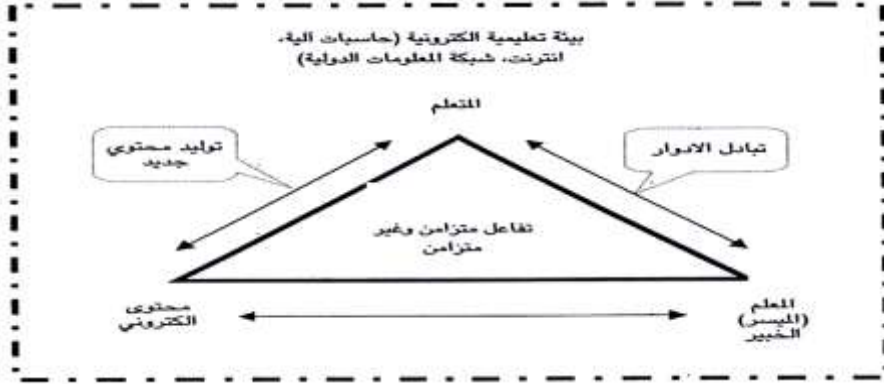 بيئة تعليمية الكترونية (حاسبات آلية،
انترنت، شبكة المعلومات الدولية)
المتعلم
تبادل الادوار
توليد محتوي
جديد
تفاعل متزامن وغير
متزامن
المعلم
(الميسر)
الخبير
محتوى
الكتروني